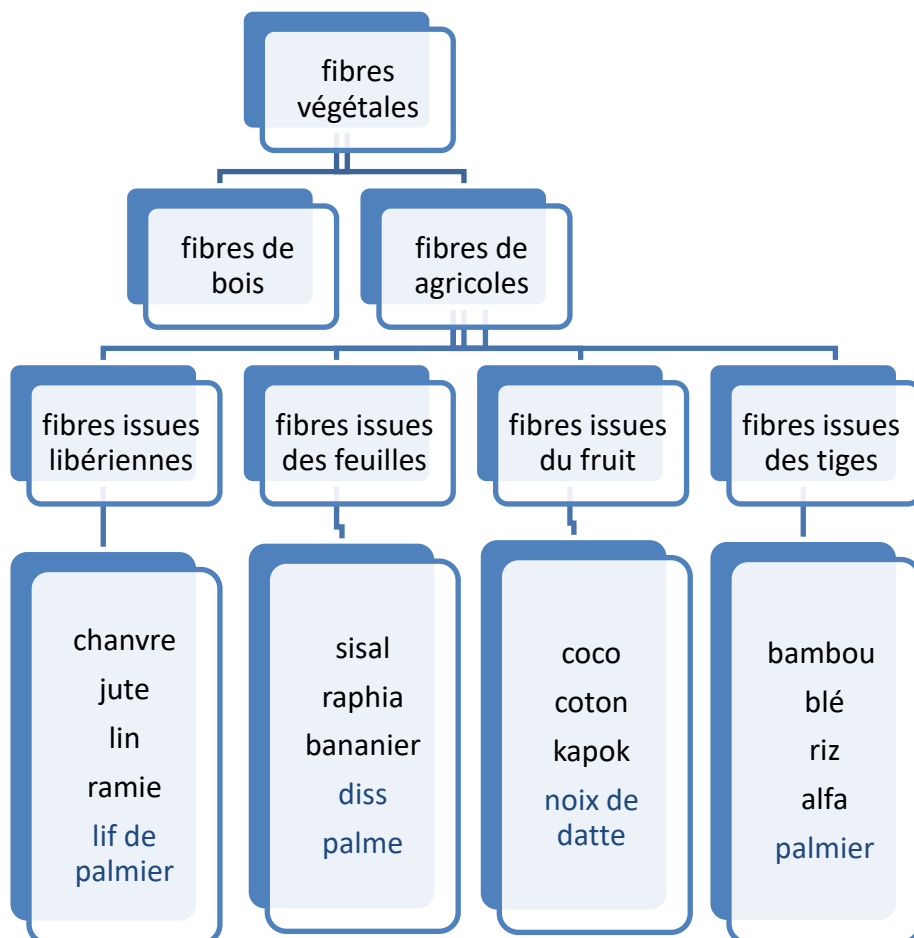 fibres
végétales
fibres de
bois
fibres de
agricoles
fibres issues
libériennes
fibres issues
des feuilles
fibres issues
du fruit
fibres issues
des tiges
chanvre
jute
lin
ramie
lif de
palmier
sisal
raphia
bananier
diss
palme
coco
coton
kapok
noix de
datte
bambou
blé
riz
alfa
palmier